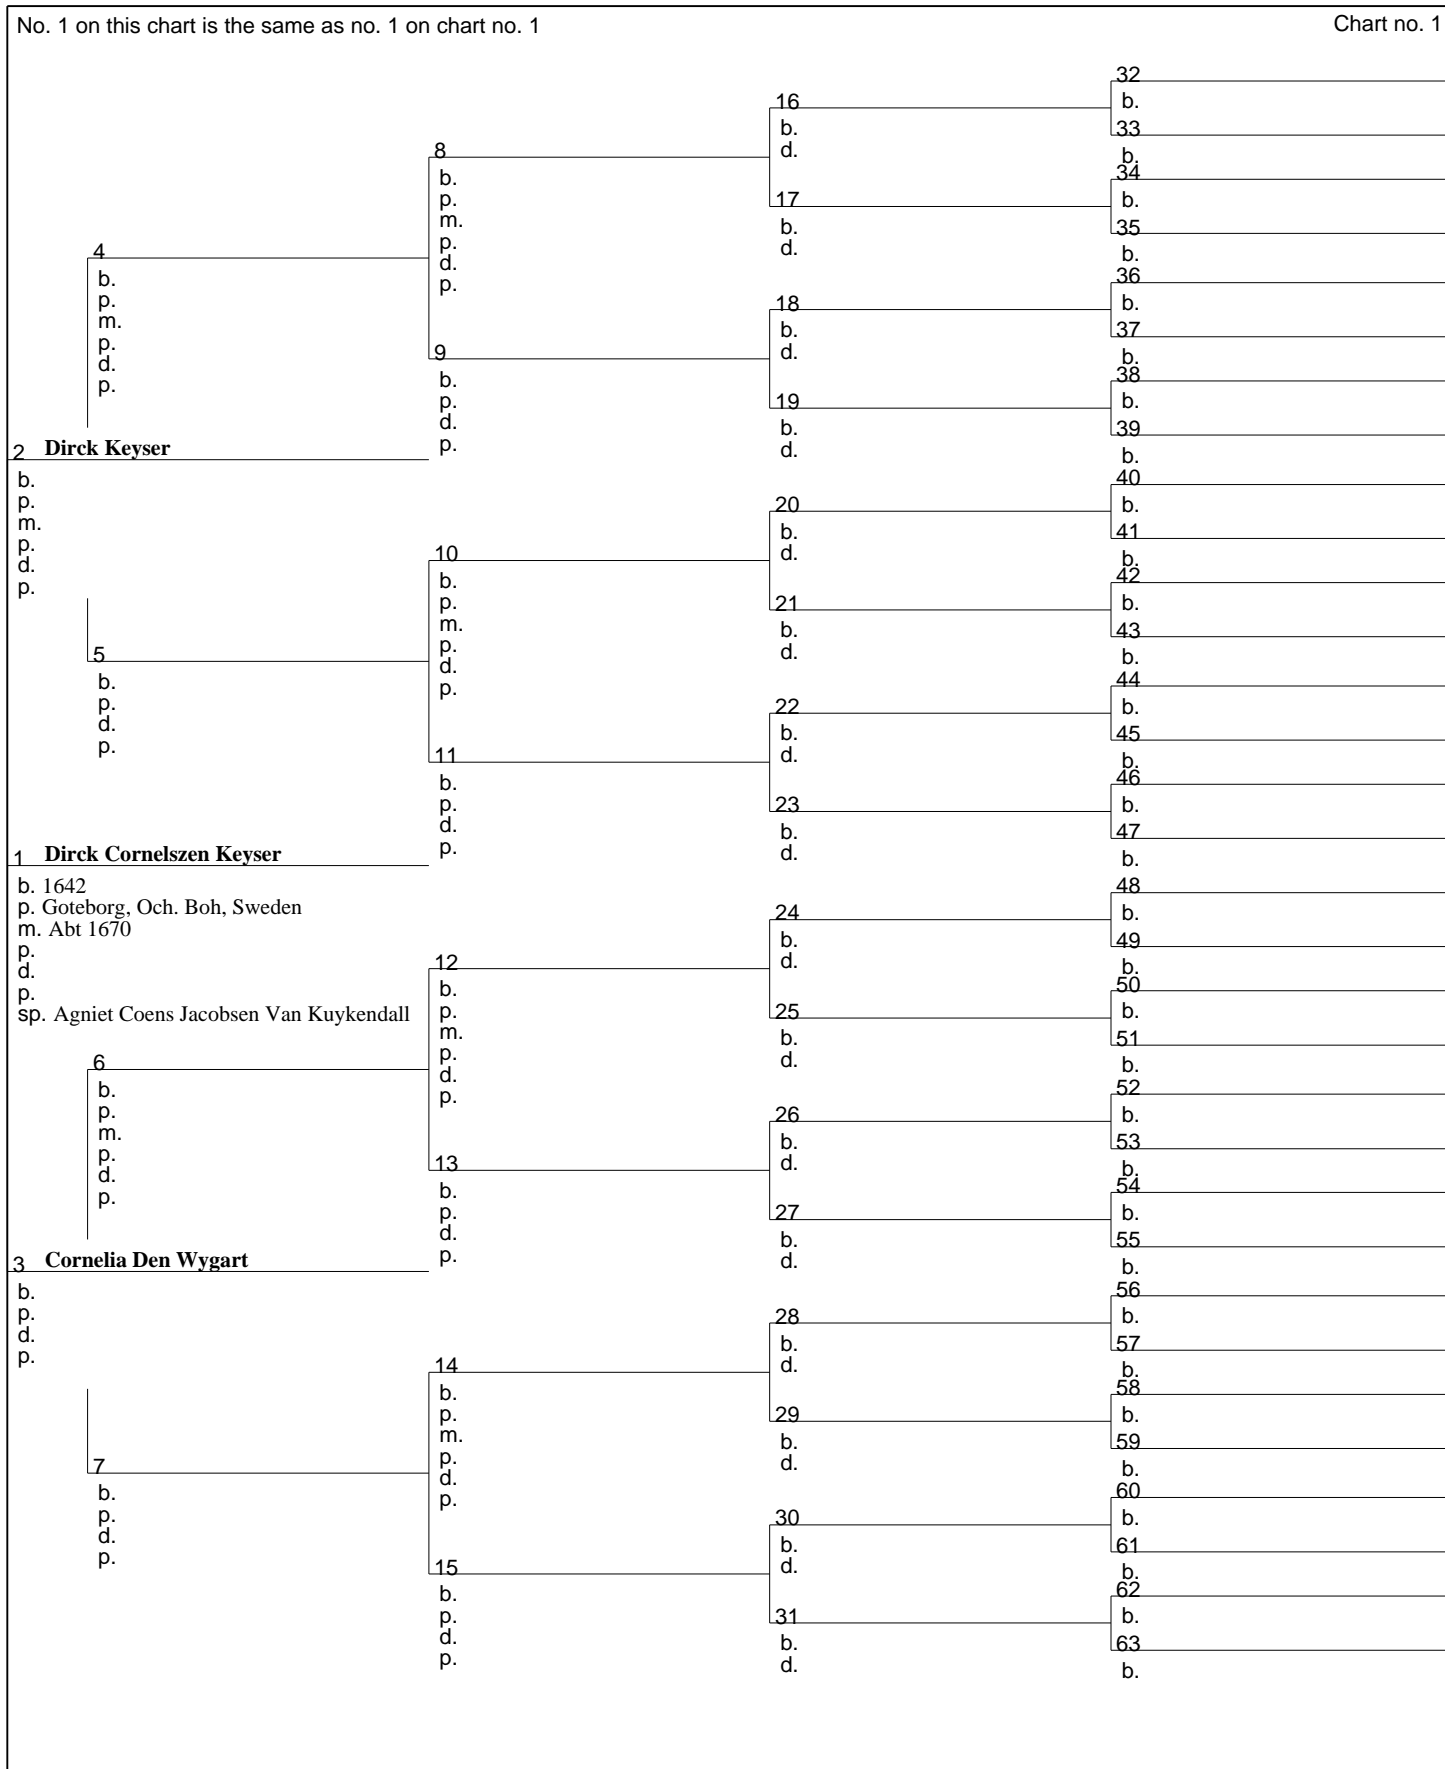 No. 1 on this chart is the same as no. 1 on chart no. 1
Chart no. 1
4
b.
p.
m.
p.
d.
p.
2 Dirck Keyser
b.
p.
m.
p.
d.
p.
5
b.
p.
d.
p.
1 Dirck Cornelszen Keyser
b. 1642
p. Goteborg, Och. Boh, Sweden
m. Abt 1670
p.
d.
p.
sp. Agniet Coens Jacobsen Van Kuykendall
6
b.
p.
m.
p.
d.
p.
3 Cornelia Den Wygart
b.
p.
d.
p.
7
b.
p.
d.
p.
8
b.
p.
m.
p.
d.
p.
9
b.
p.
d.
p.
10
b.
p.
m.
p.
d.
p.
11
b.
p.
d.
p.
12
b.
p.
m.
p.
d.
p.
13
b.
p.
d.
p.
14
b.
p.
m.
p.
d.
p.
15
b.
p.
d.
p.
16
b.
d.
17
b.
d.
18
b.
d.
19
b.
d.
20
b.
d.
21
b.
d.
22
b.
d.
23
b.
d.
24
b.
d.
25
b.
d.
26
b.
d.
27
b.
d.
28
b.
d.
29
b.
d.
30
b.
d.
31
b.
d.
32
b.
33
b.
34
b.
35
b.
36
b.
37
b.
38
b.
39
b.
40
b.
41
b.
42
b.
43
b.
44
b.
45
b.
46
b.
47
b.
48
b.
49
b.
50
b.
51
b.
52
b.
53
b.
54
b.
55
b.
56
b.
57
b.
58
b.
59
b.
60
b.
61
b.
62
b.
63
b.